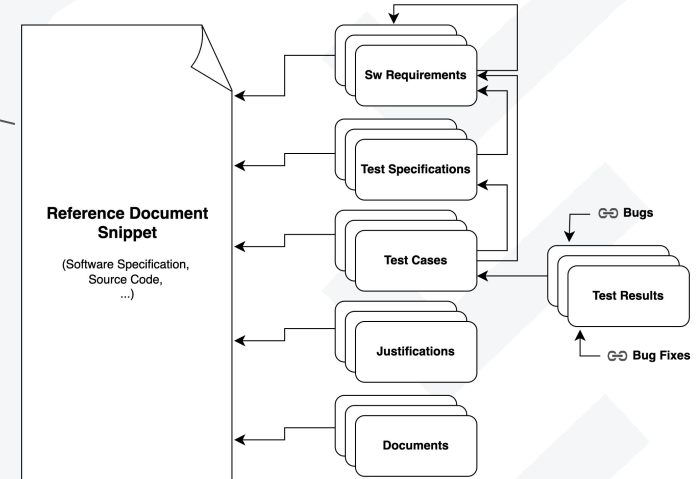 Sw Requirements
Test Specifications
Reference Document
Snippet
(Software Specification,
Source Code,
...)
Test Cases
Bugs
Test Results
Bug Fixes
Justifications
Documents